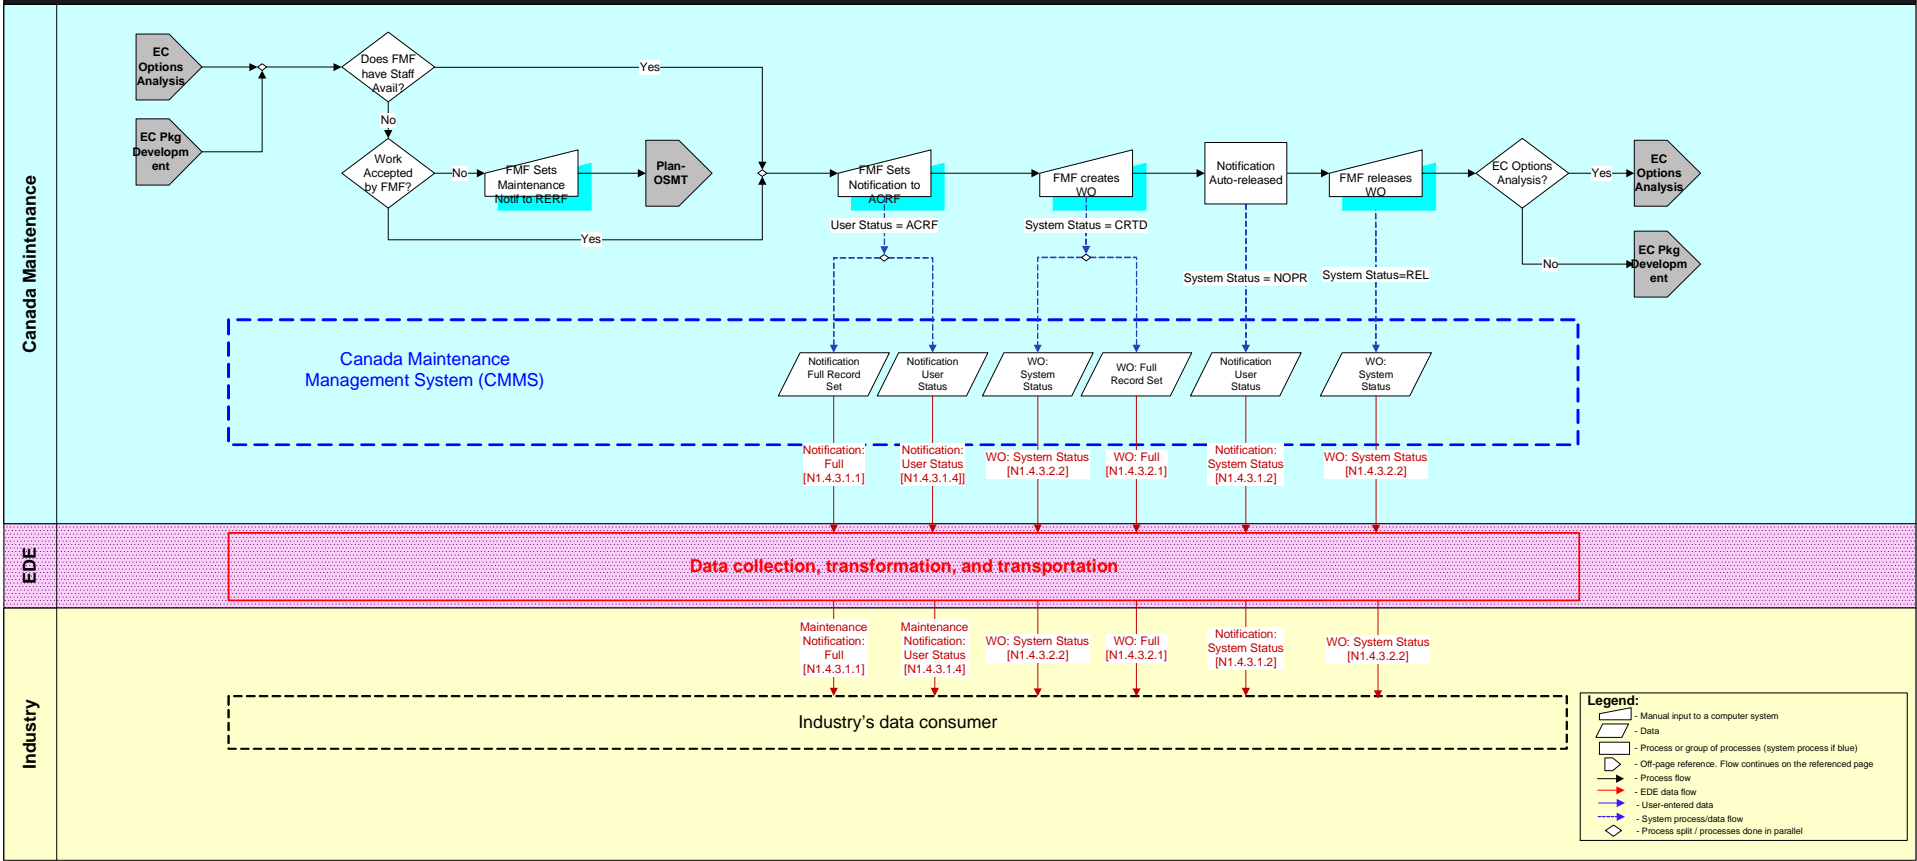 Canada Maintenance
EC
Options
Analysis
EC Pkg
Developm
ent
Does FMF
have Staff
Avail?
Yes
No
Work
Accepted
by FMF?
No
Yes
FMF Sets
Maintenance
Notif to RERF
Plan-
OSMT
FMF Sets
Notification to
ACRF
FMF creates
WO
Notification
Auto-released
FMF releases
WO
EC Options
Analysis?
Yes
No
EC
Options
Analysis
EC Pkg
Developm
ent
User Status = ACRF
System Status = CRTD
System Status = NOPR
System Status=REL
Canada Maintenance
Management System (CMMS)
Notification
Full Record
Set
Notification
User
Status
WO:
System
Status
WO: Full
Record Set
Notification
User
Status
WO:
System
Status
Notification:
Full
[N1.4.3.1.1]
Notification:
User Status
[N1.4.3.1.4]]
WO: System Status
[N1.4.3.2.2]
WO: Full
[N1.4.3.2.1]
Notification:
System Status
[N1.4.3.1.2]
WO: System Status
[N1.4.3.2.2]
EDE
Data collection, transformation, and transportation
Industry
Maintenance
Notification:
Full
[N1.4.3.1.1]
Maintenance
Notification:
User Status
[N1.4.3.1.4]
WO: System Status
[N1.4.3.2.2]
WO: Full
[N1.4.3.2.1]
Notification:
System Status
[N1.4.3.1.2]
WO: System Status
[N1.4.3.2.2]
Industry's data consumer
Legend:
- Manual input to a computer system
- Data
- Process or group of processes (system process if blue)
- Off-page reference. Flow continues on the referenced page
- Process flow
- EDE data flow
- User-entered data
- System process/data flow
- Process split / processes done in parallel